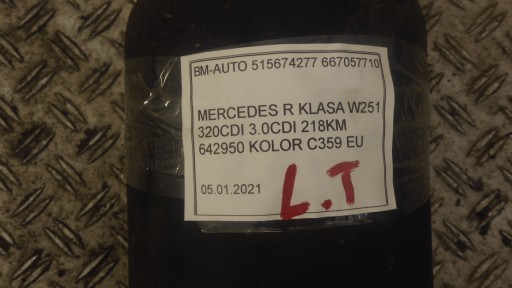 BM-AUTO 515674277 667057710
MERCEDES R KLASA W251
320CDI 3.0CDI 218KM
642950 KOLOR C359 EU
05.01.2021
L.T